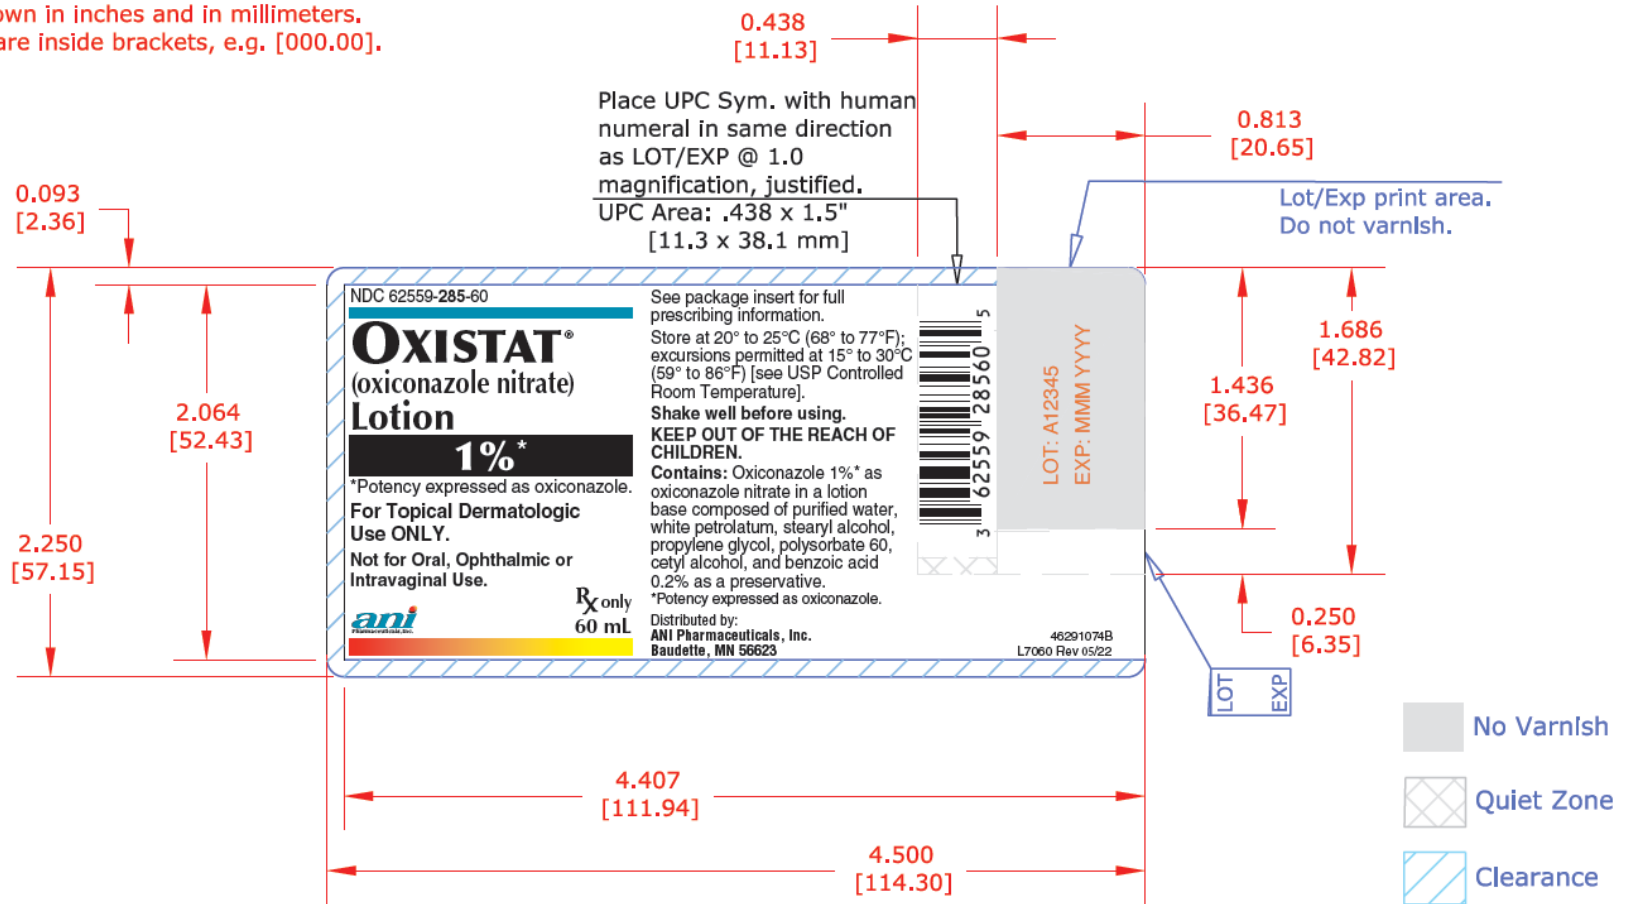 own in inches and in millimeters.
are inside brackets, e.g. [000.00].
0.438
[11.13]
Place UPC Sym. with human
numeral in same direction
as LOT/EXP @ 1.0
magnification, justified.
UPC Area: .438 x 1.5"
[11.3 x 38.1 mm]
0.813
[20.65]
Lot/Exp print area.
Do not varnish.
0.093
[2.36]
2.064
[52.43]
2.250
[57.15]
NDC 62559-285-60
OXISTAT®
(oxiconazole nitrate)
Lotion
1%*
*Potency expressed as oxiconazole.
For Topical Dermatologic
Use ONLY.
Not for Oral, Ophthalmic or
Intravaginal Use.
Rx only
60 mL
ani
Pharmaceuticals, Inc.
See package insert for full
prescribing information.
Store at 20° to 25°C (68° to 77°F);
excursions permitted at 15° to 30°C
(59° to 86°F) [see USP Controlled
Room Temperature].
Shake well before using.
KEEP OUT OF THE REACH OF
CHILDREN.
Contains: Oxiconazole 1%* as
oxiconazole nitrate in a lotion
base composed of purified water,
white petrolatum, stearyl alcohol,
propylene glycol, polysorbate 60,
cetyl alcohol, and benzoic acid
0.2% as a preservative.
*Potency expressed as oxiconazole.
Distributed by:
ANI Pharmaceuticals, Inc.
Baudette, MN 56623
3 62559 28560 5
LOT: A12345
EXP: MMM YYYY
46291074B
L7060 Rev 05/22
1.436
[36.47]
1.686
[42.82]
0.250
[6.35]
LOT
EXP
4.407
[111.94]
4.500
[114.30]
No Varnish
Quiet Zone
Clearance